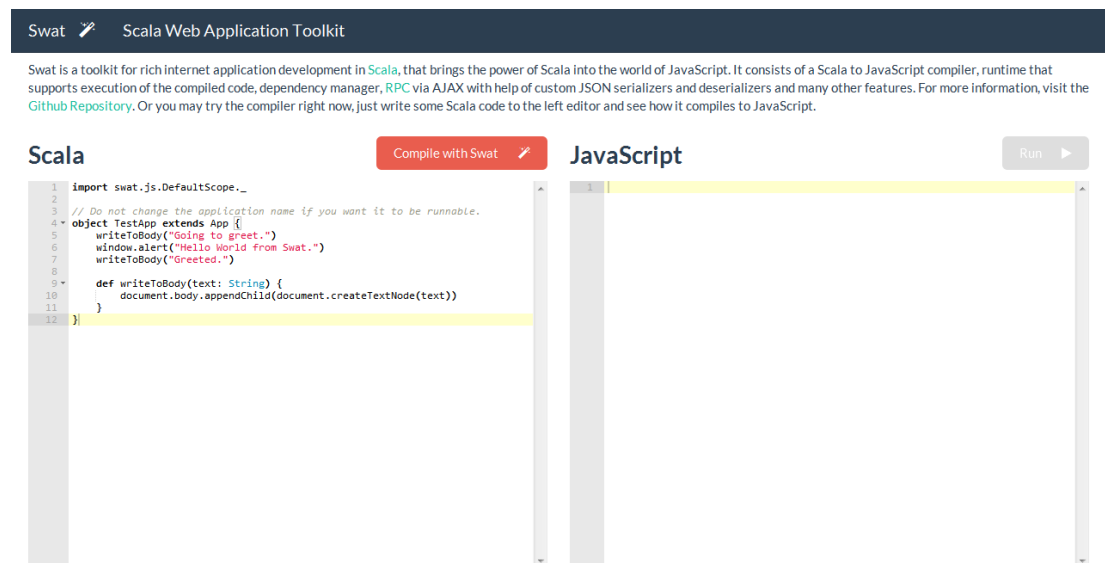 Swat Scala Web Application Toolkit
Swat is a toolkit for rich internet application development in Scala, that brings the power of Scala into the world of JavaScript. It consists of a Scala to JavaScript compiler, runtime that
supports execution of the compiled code, dependency manager, RPC via AJAX with help of custom JSON serializers and deserializers and many other features. For more information, visit the
Github Repository. Or you may try the compiler right now, just write some Scala code to the left editor and see how it compiles to JavaScript.
Scala
Compile with Swat
1 import swat.js.DefaultScope._
2
3 // Do not change the application name if you want it to be runnable.
4 object TestApp extends App {
5 writeToBody("Going to greet.")
6 window.alert("Hello World from Swat.")
7 writeToBody("Greeted.")
8
9 def writeToBody(text: String) {
10 document.body.appendChild(document.createTextNode(text))
11 }
12 }
JavaScript
Run
1